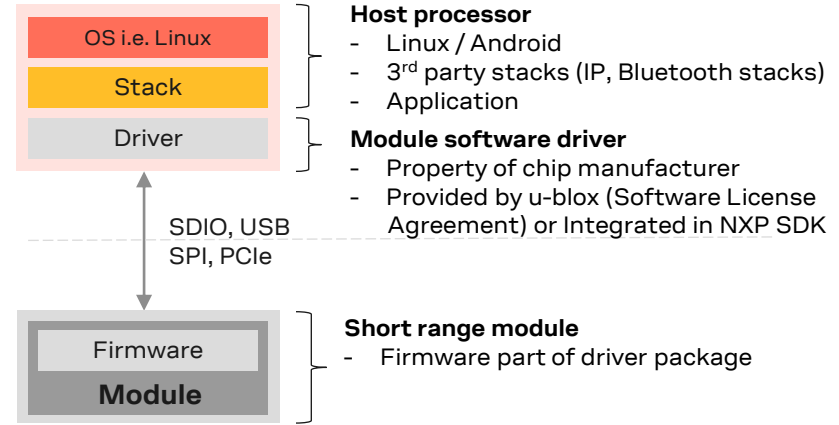 OS i.e. Linux
Stack
Driver
SDIO, USB
SPI, PCIe
Firmware
Module
Host processor
- Linux / Android
- 3rd party stacks (IP, Bluetooth stacks)
- Application
Module software driver
- Property of chip manufacturer
- Provided by u-blox (Software License
Agreement) or Integrated in NXP SDK
Short range module
- Firmware part of driver package